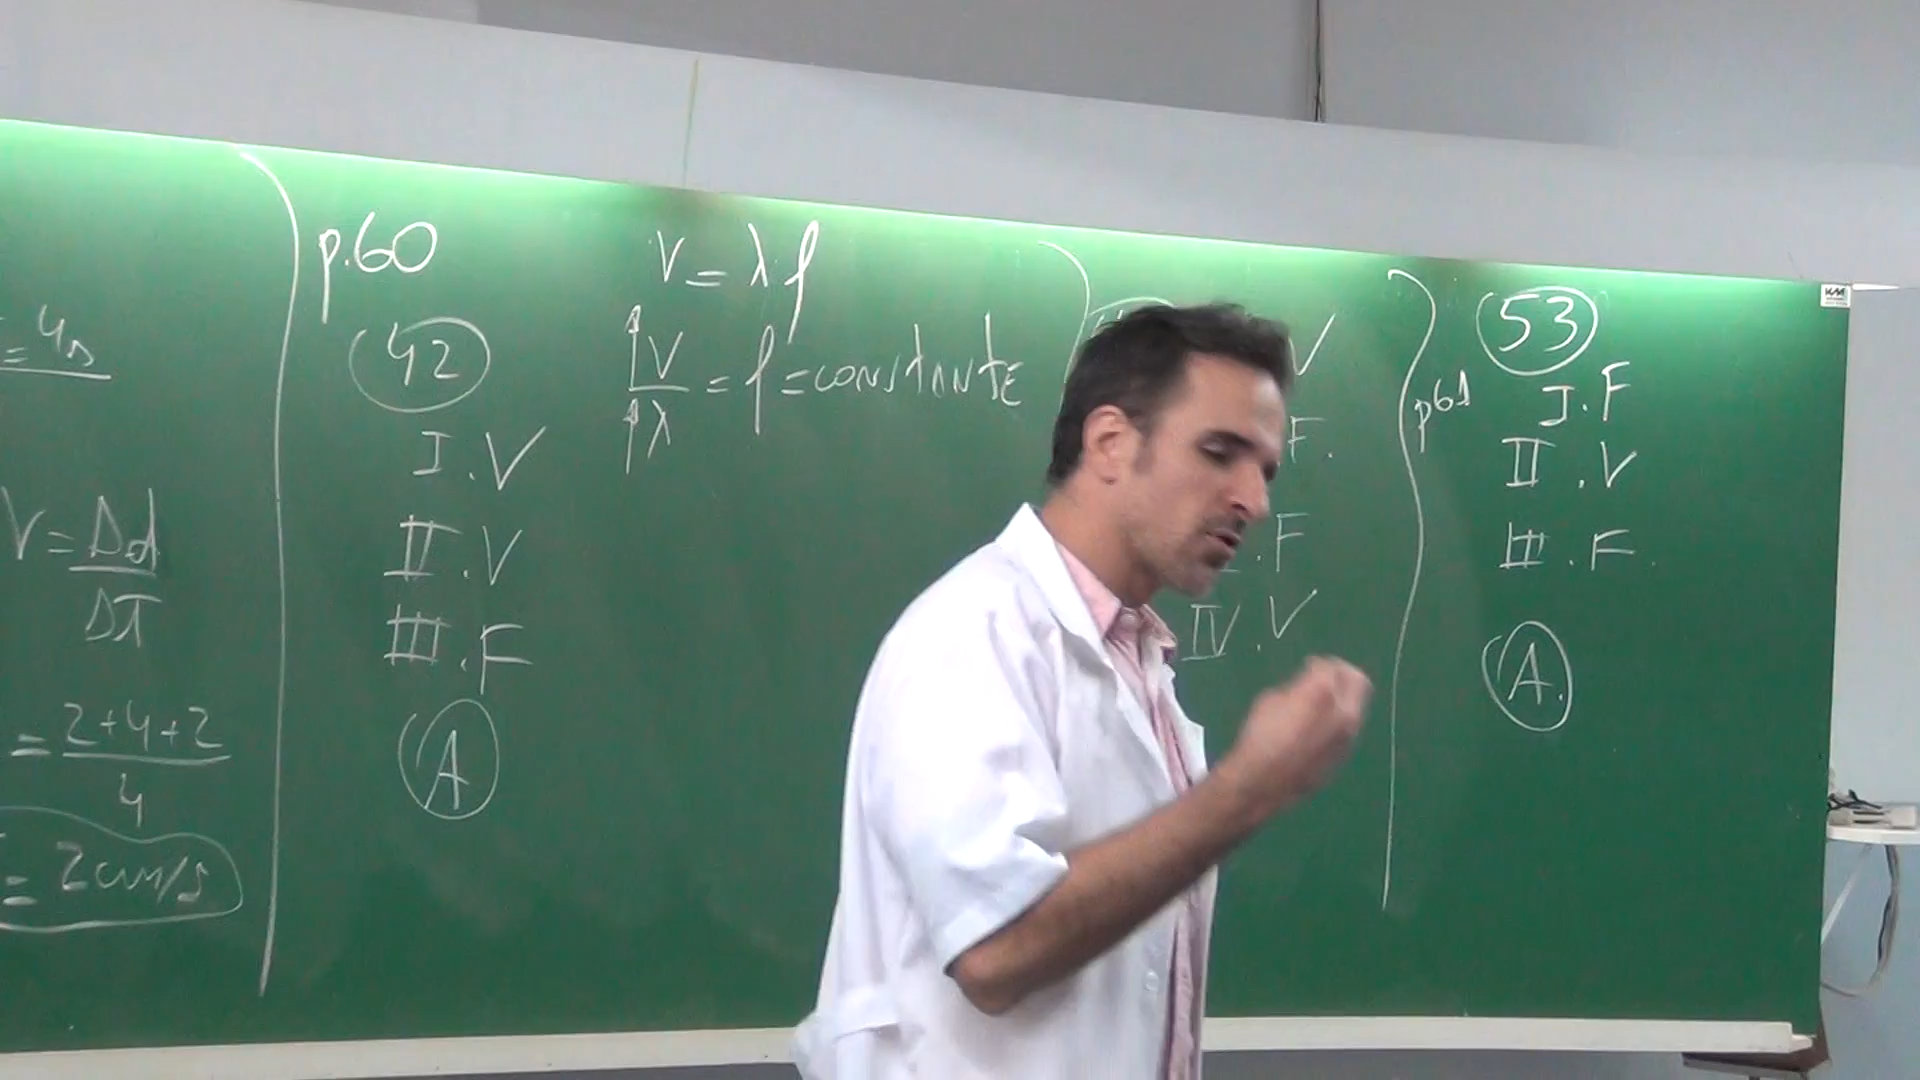 = 4s
V = Δd
ΔT
= 2+4+2
4
= 2cm/s
p.60
42
I. V
II. V
III. F
A
V = λ f
V = f = constante
λ
V
F.
. F
IV. V
53
p61
I. F
II. V
III. F.
A.